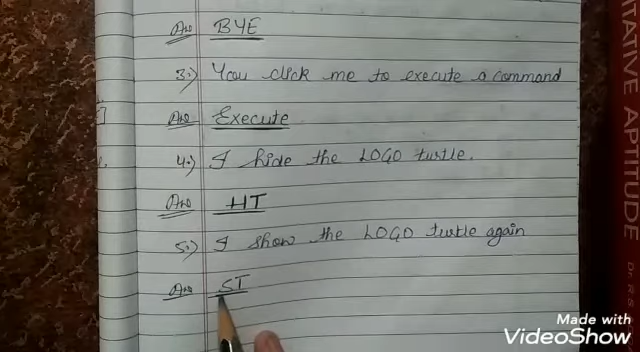 Ans BYE
3.) You click me to execute a command
Ans Execute
4.) I hide the LOGO turtle.
Ans HT
5.) I show the LOGO turtle again
Ans ST
TATIVE APTITUDE
Made with
VideoShow